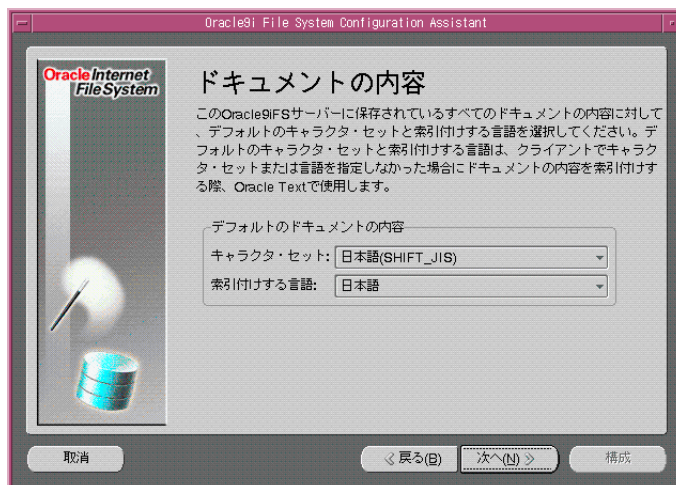 Oracle9i File System Configuration Assistant
Oracle Internet
File System
ドキュメントの内容
このOracle9iFSサーバーに保存されているすべてのドキュメントの内容に対して
、デフォルトのキャラクタ・セットと索引付けする言語を選択してください。デ
フォルトのキャラクタ・セットと索引付けする言語は、クライアントでキャラク
タ・セットまたは言語を指定しなかった場合にドキュメントの内容を索引付けす
る際、Oracle Textで使用します。
デフォルトのドキュメントの内容
キャラクタ・セット: 日本語(SHIFT_JIS)
索引付けする言語: 日本語
取消 戻る(B) 次へ(N) 構成